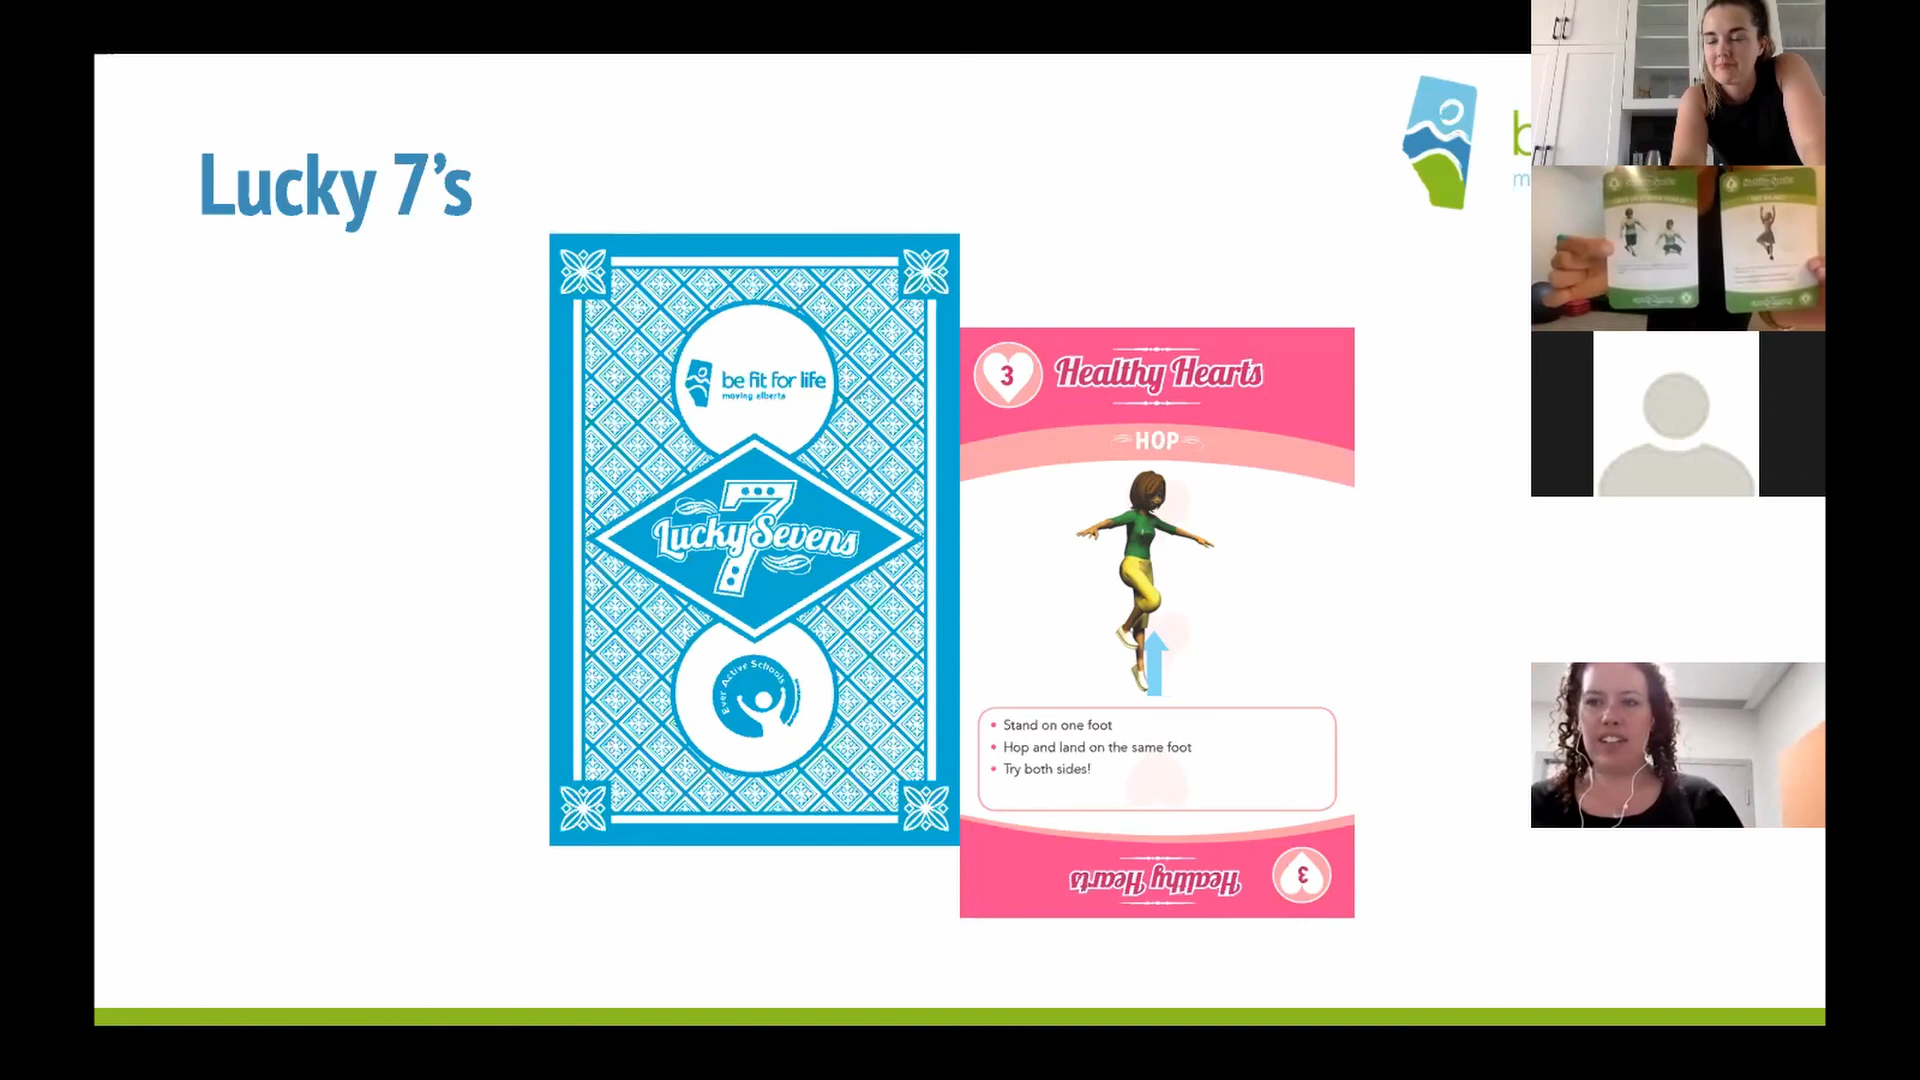 Lucky 7's
be fit for life
moving alberta
Lucky 7 Sevens
Ever Active Schools
3
Healthy Hearts
HOP
• Stand on one foot
• Hop and land on the same foot
• Try both sides!
Healthy Hearts
3
b
m